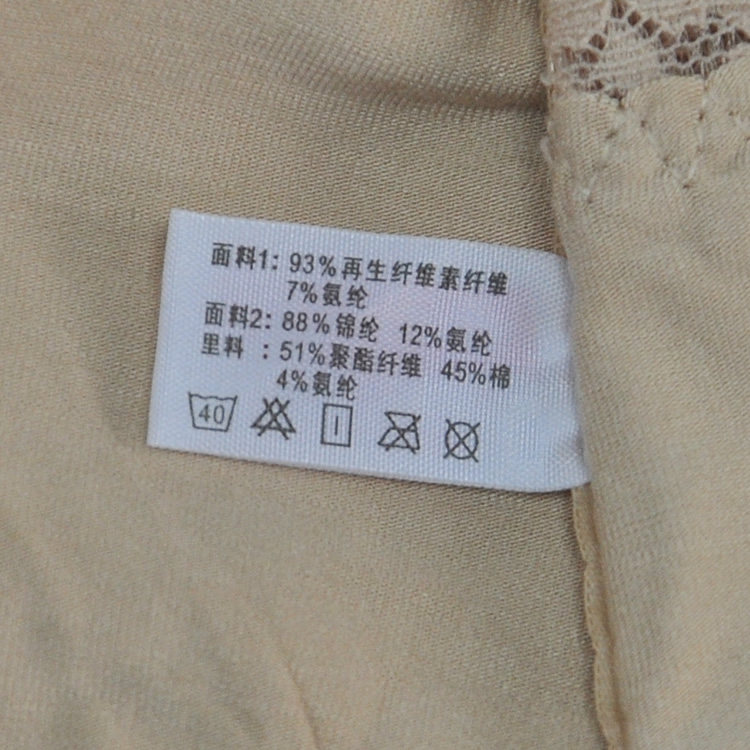 面料1: 93%再生纤维素纤维
7%氨纶
面料2: 88%锦纶 12%氨纶
里料 : 51%聚酯纤维 45%棉
4%氨纶
40